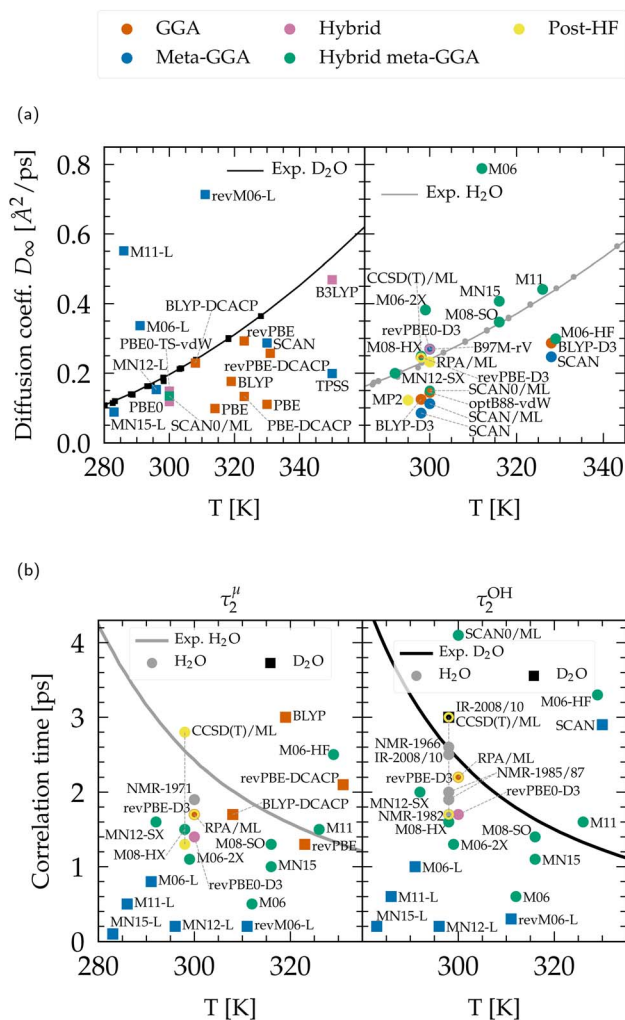 GGA
Hybrid
Post-HF
Meta-GGA
Hybrid meta-GGA
(a)
Diffusion coeff. D∞ [Å²/ps]
0.8
0.6
0.4
0.2
0.0
Exp. D₂O
revM06-L
M11-L
B3LYP
BLYP-DCACP
M06-L
PBE0-TS-vdW
revPBE
SCAN
MN12-L
revPBE-DCACP
BLYP
TPSS
PBE0
PBE
PBE
MN15-L
SCAN0/ML
PBE-DCACP
280
300
320
340
T [K]
M06
Exp. H₂O
CCSD(T)/ML
M11
MN15
M06-2X
M08-SO
revPBE0-D3
M06-HF
M08-HX
B97M-rV
BLYP-D3
RPA/ML
SCAN
MN12-SX
revPBE-D3
SCAN0/ML
MP2
optB88-vdW
SCAN/ML
BLYP-D3
SCAN
300
320
340
T [K]
(b)
τ₂^μ
Correlation time [ps]
4
3
2
1
0
Exp. H₂O
H₂O
D₂O
CCSD(T)/ML
BLYP
M06-HF
NMR-1971
revPBE-DCACP
revPBE-D3
BLYP-DCACP
RPA/ML
M11
MN12-SX
M08-SO
revPBE
M08-HX
M06-2X
MN15
revPBE0-D3
M06-L
M11-L
M06
MN15-L
MN12-L
revM06-L
280
300
320
340
T [K]
τ₂^OH
SCAN0/ML
Exp. D₂O
H₂O
D₂O
IR-2008/10
CCSD(T)/ML
M06-HF
SCAN
NMR-1966
IR-2008/10
RPA/ML
revPBE-D3
NMR-1985/87
revPBE0-D3
MN12-SX
NMR-1982
M08-HX
M08-SO
M11
M06-2X
MN15
M06-L
M11-L
M06
MN15-L
MN12-L
revM06-L
300
320
T [K]